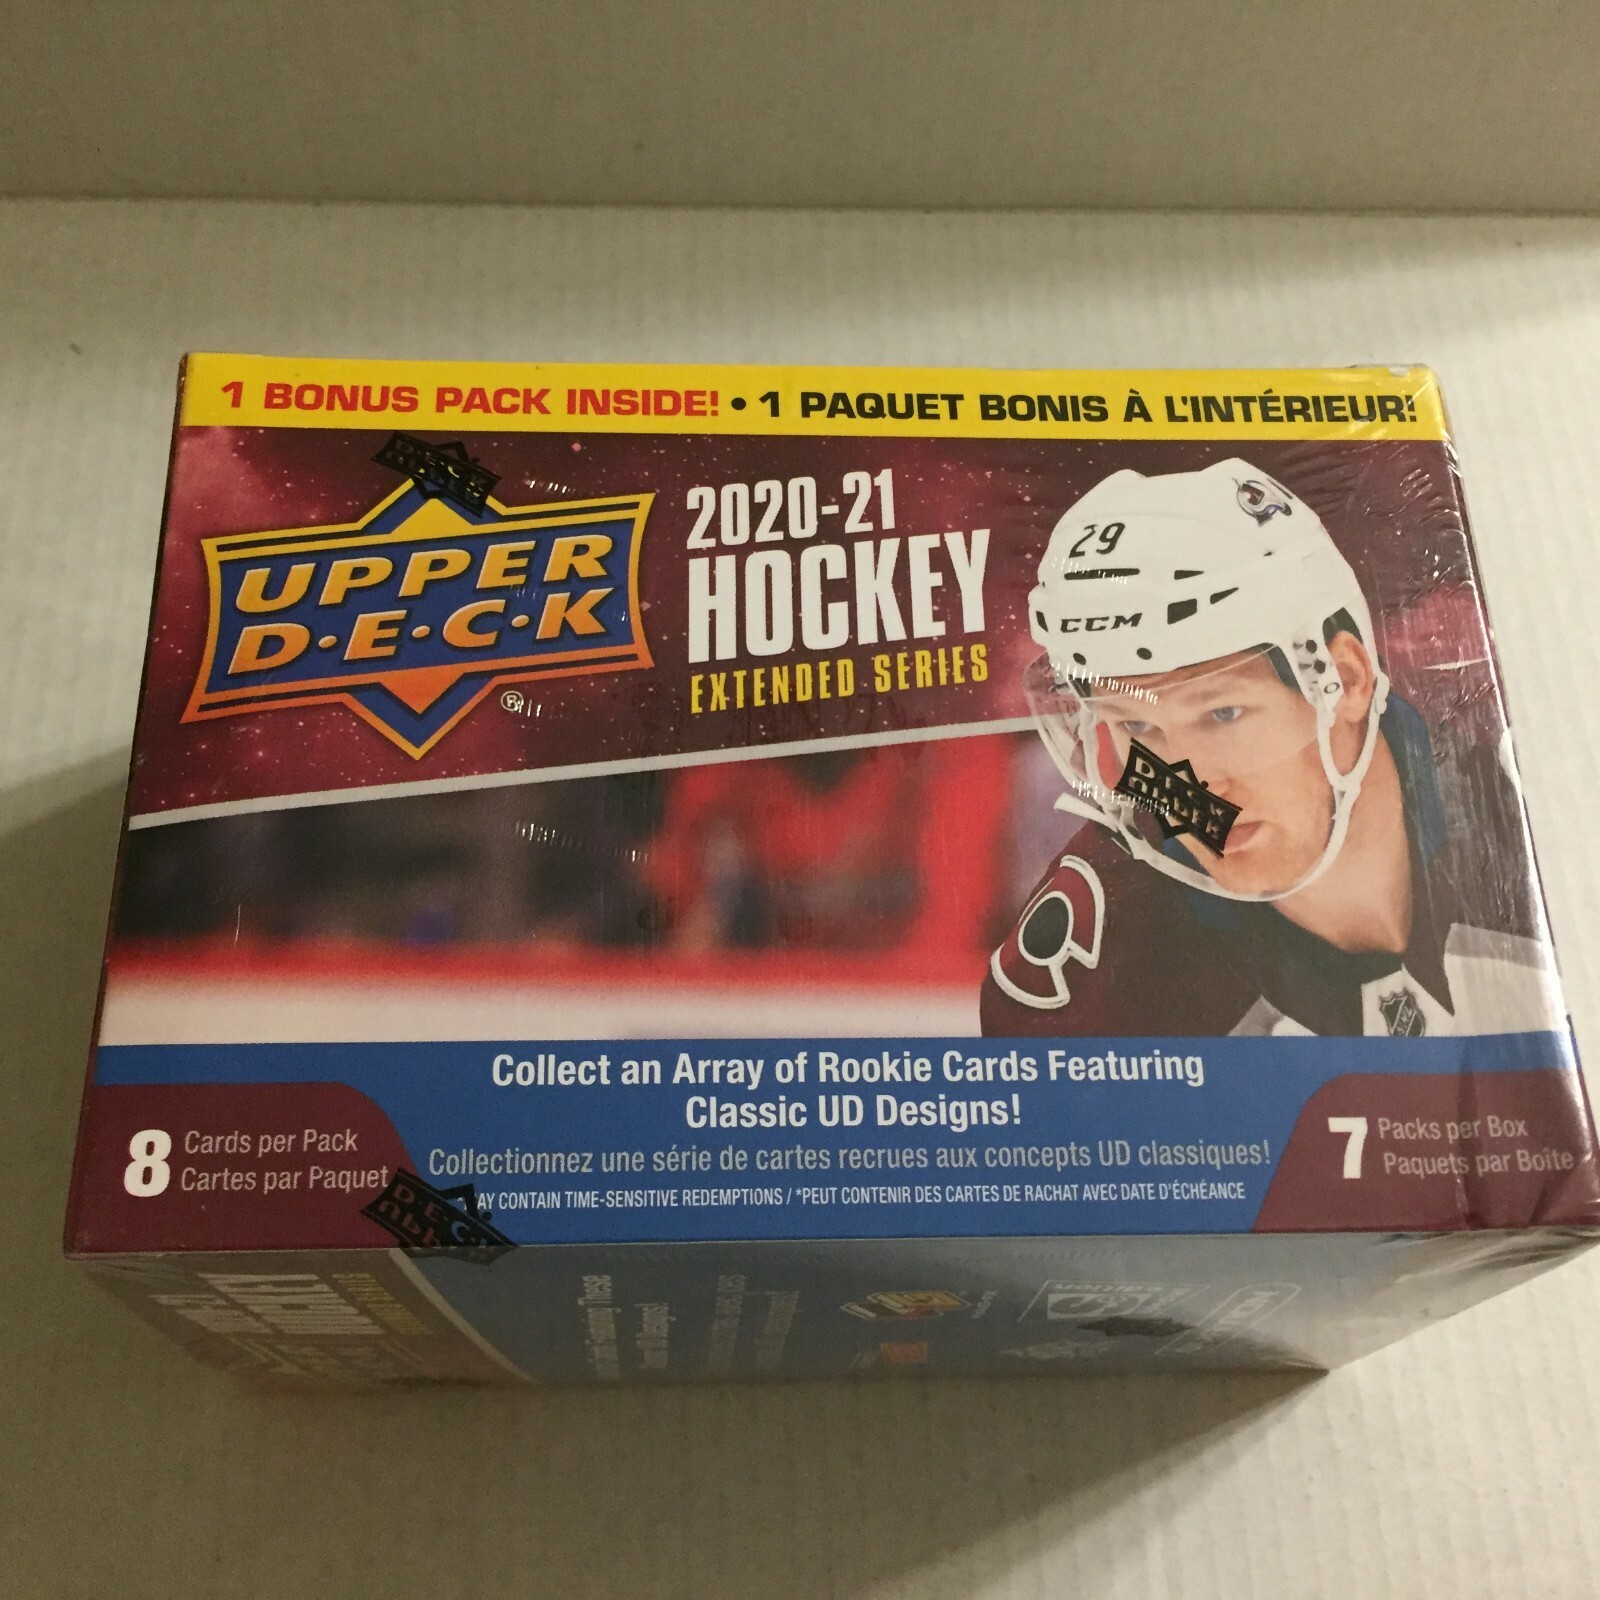 1 BONUS PACK INSIDE! • 1 PAQUET BONIS À L'INTÉRIEUR!
UPPER
D·E·C·K
®
2020-21
HOCKEY
EXTENDED SERIES
29
CCM
DECK
UPPER
Collect an Array of Rookie Cards Featuring
Classic UD Designs!
Collectionnez une série de cartes recrues aux concepts UD classiques!
AY CONTAIN TIME-SENSITIVE REDEMPTIONS / *PEUT CONTENIR DES CARTES DE RACHAT AVEC DATE D'ÉCHÉANCE
8 Cards per Pack
Cartes par Paquet
7 Packs per Box
Paquets par Boîte